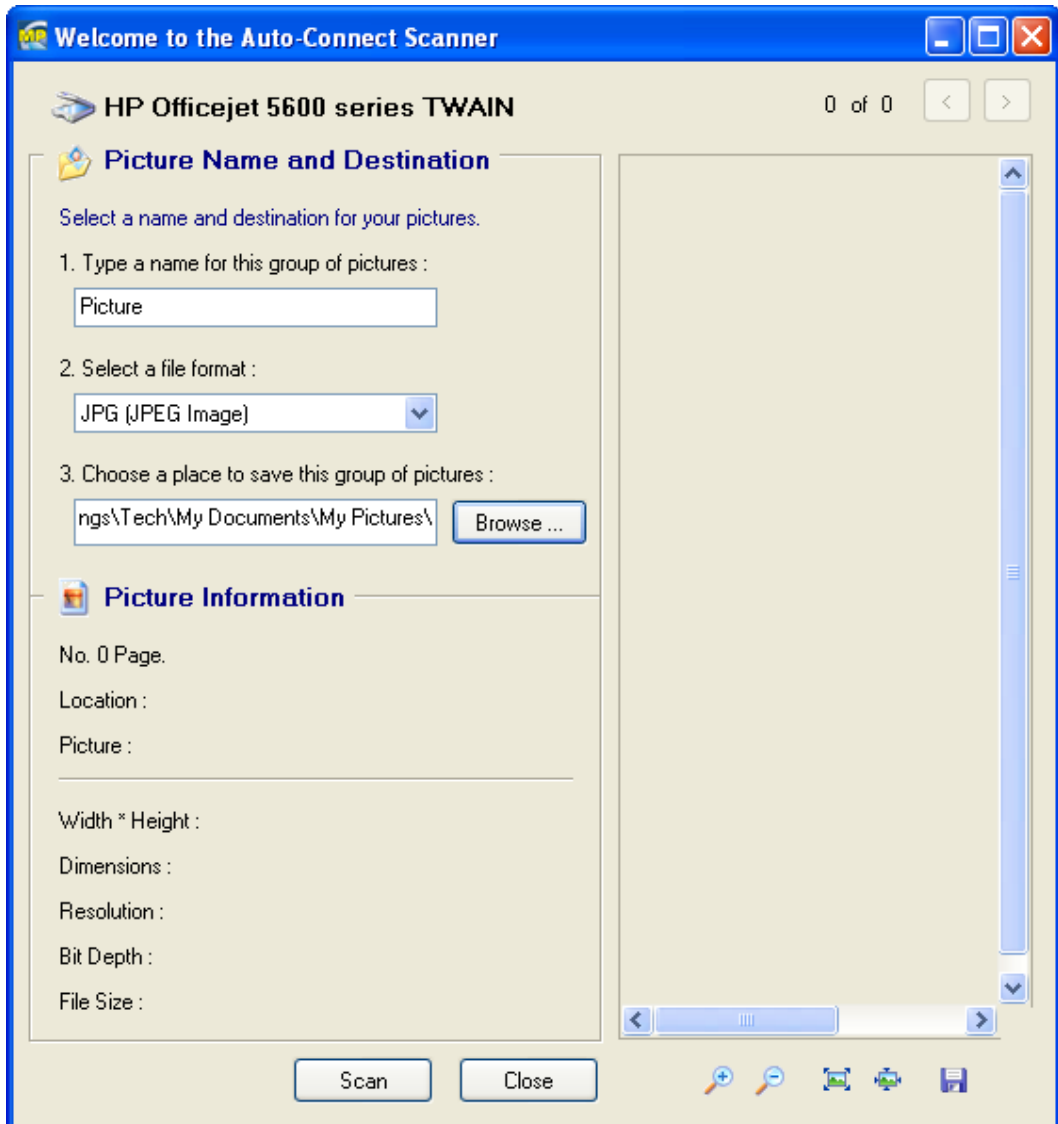 Welcome to the Auto-Connect Scanner
HP Officejet 5600 series TWAIN
0 of 0
Picture Name and Destination
Select a name and destination for your pictures.
1. Type a name for this group of pictures :
Picture
2. Select a file format :
JPG (JPEG Image)
3. Choose a place to save this group of pictures :
ngs\Tech\My Documents\My Pictures\
Browse ...
Picture Information
No. 0 Page.
Location :
Picture :
Width * Height :
Dimensions :
Resolution :
Bit Depth :
File Size :
Scan
Close